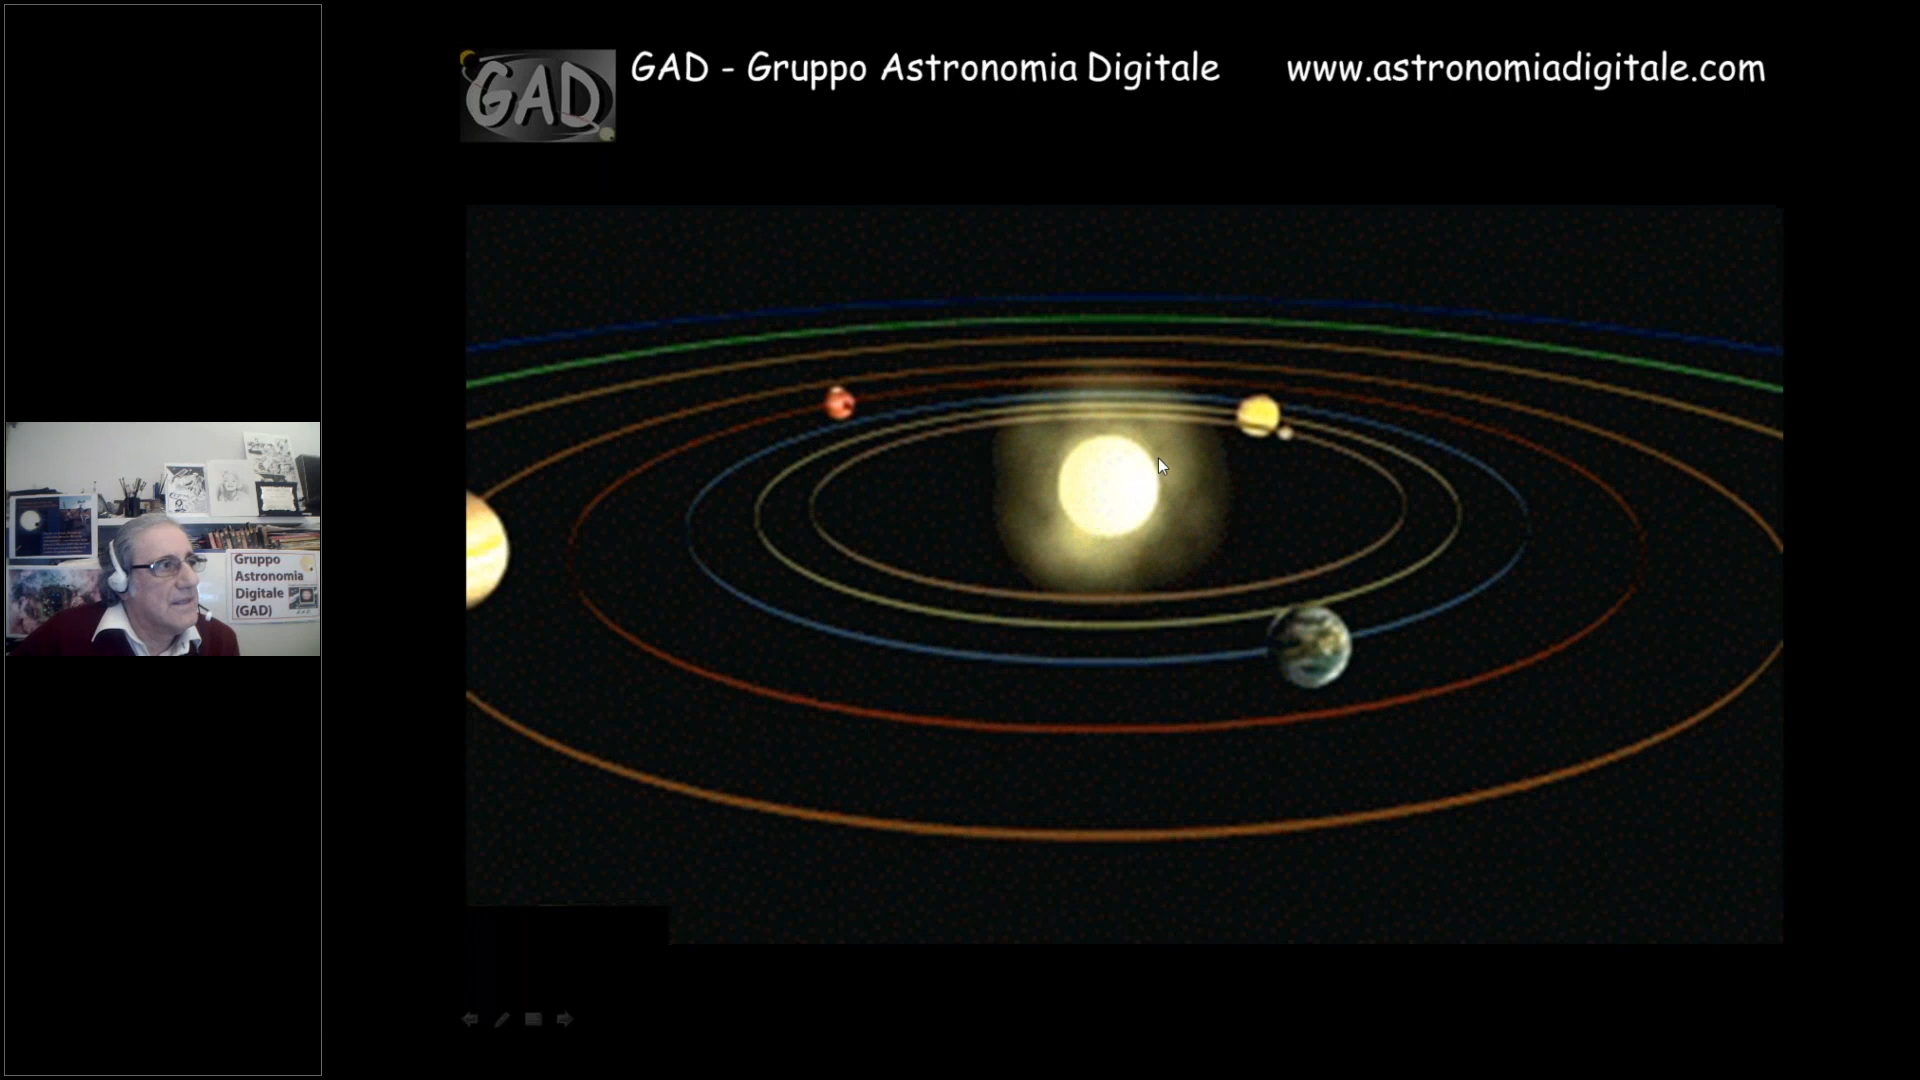 GAD
GAD - Gruppo Astronomia Digitale
www.astronomiadigitale.com
Gruppo
Astronomia
Digitale
(GAD)